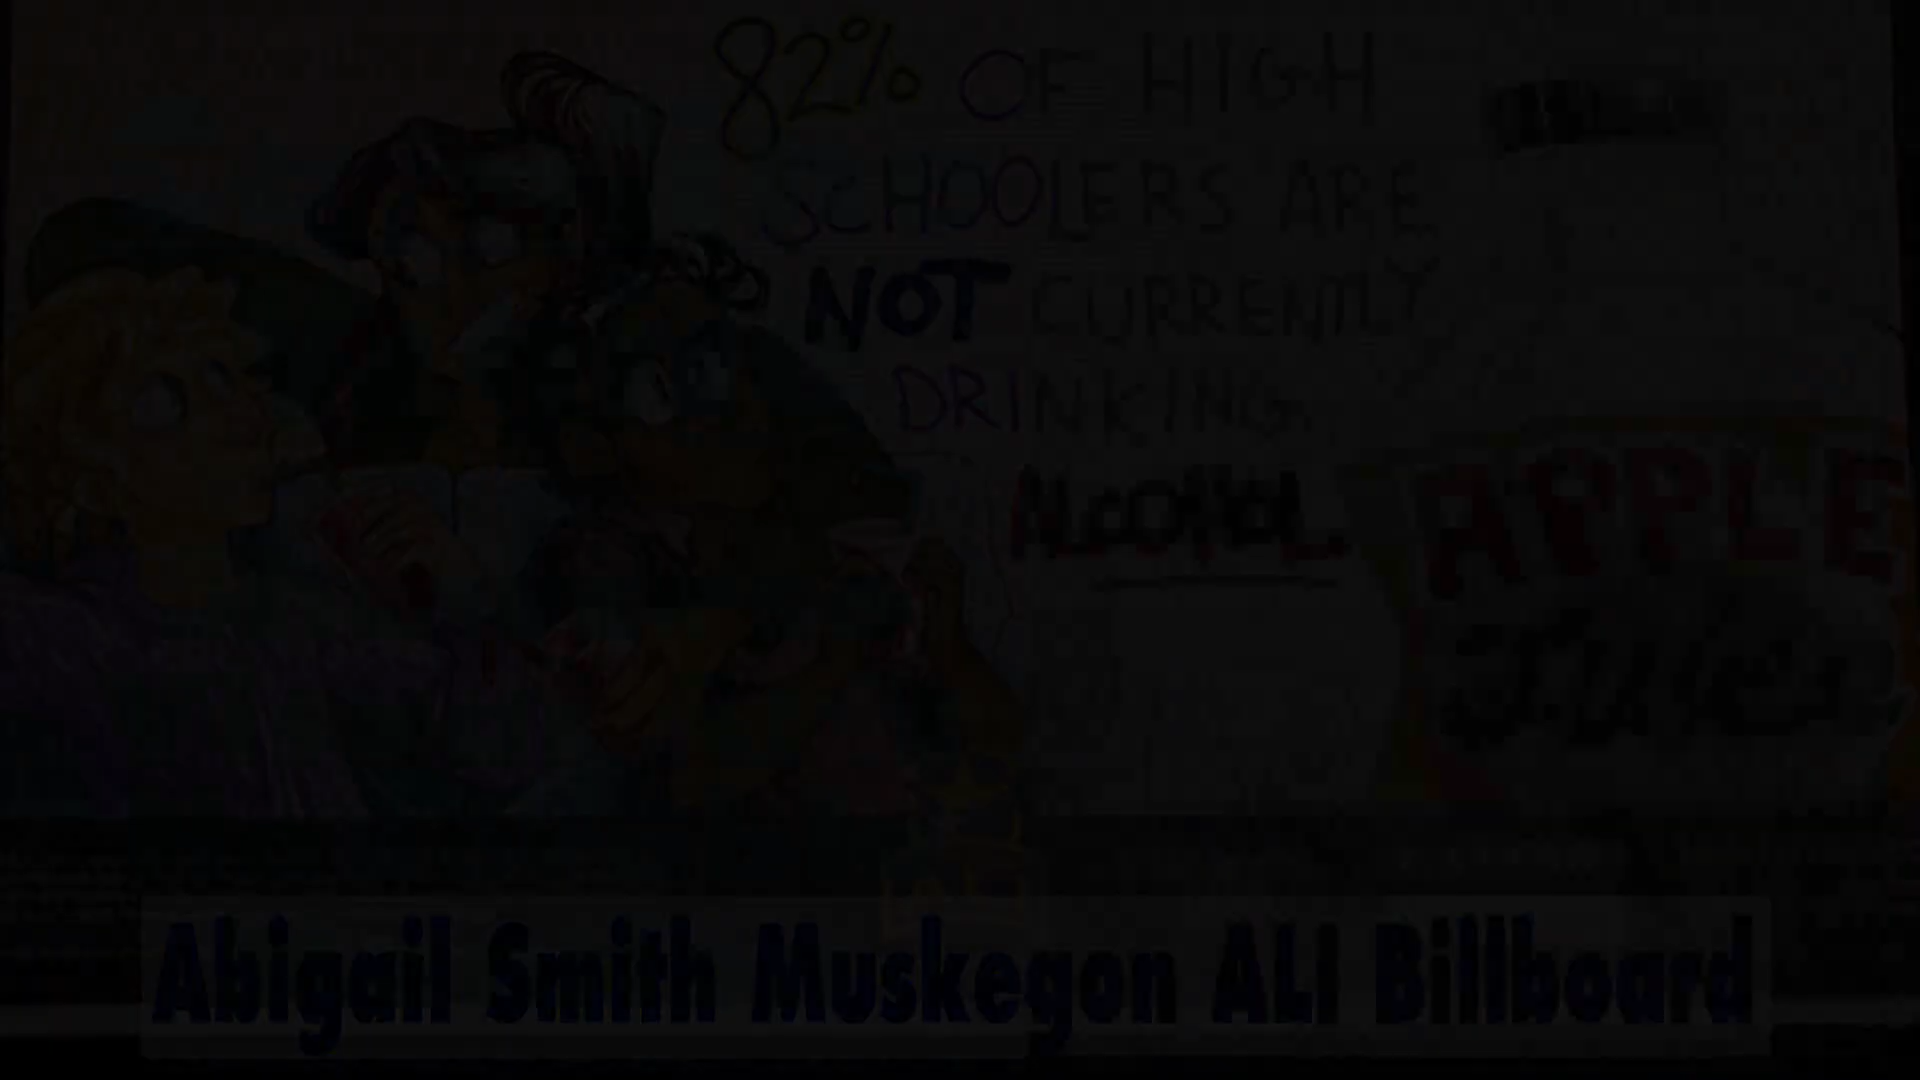 82% OF HIGH
SCHOOLERS ARE
NOT CURRENTLY
DRINKING
ALCOHOL.
APPLE
JUICE
Abigail Smith Muskegon ALI Billboard